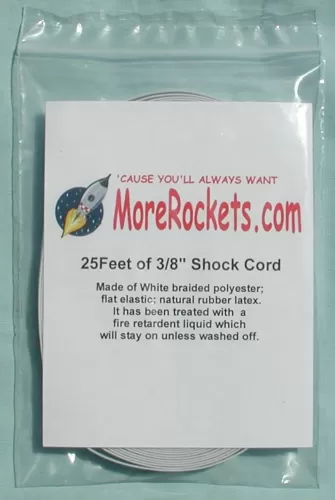 'CAUSE YOU'LL ALWAYS WANT
MoreRockets.com
25Feet of 3/8" Shock Cord
Made of White braided polyester;
flat elastic; natural rubber latex.
It has been treated with a
fire retardent liquid which
will stay on unless washed off.